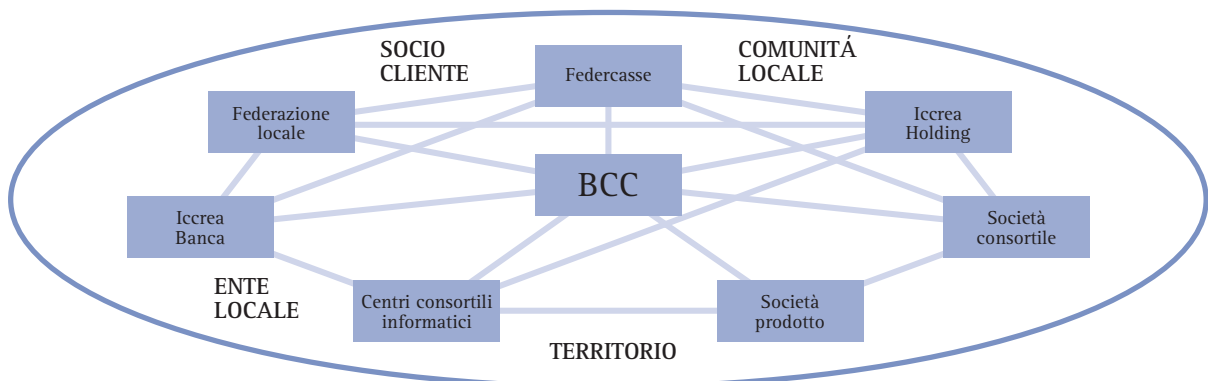 SOCIO
CLIENTE
Federcasse
COMUNITÁ
LOCALE
Federazione
locale
Iccrea
Holding
BCC
Iccrea
Banca
Società
consortile
ENTE
LOCALE
Centri consortili
informatici
Società
prodotto
TERRITORIO